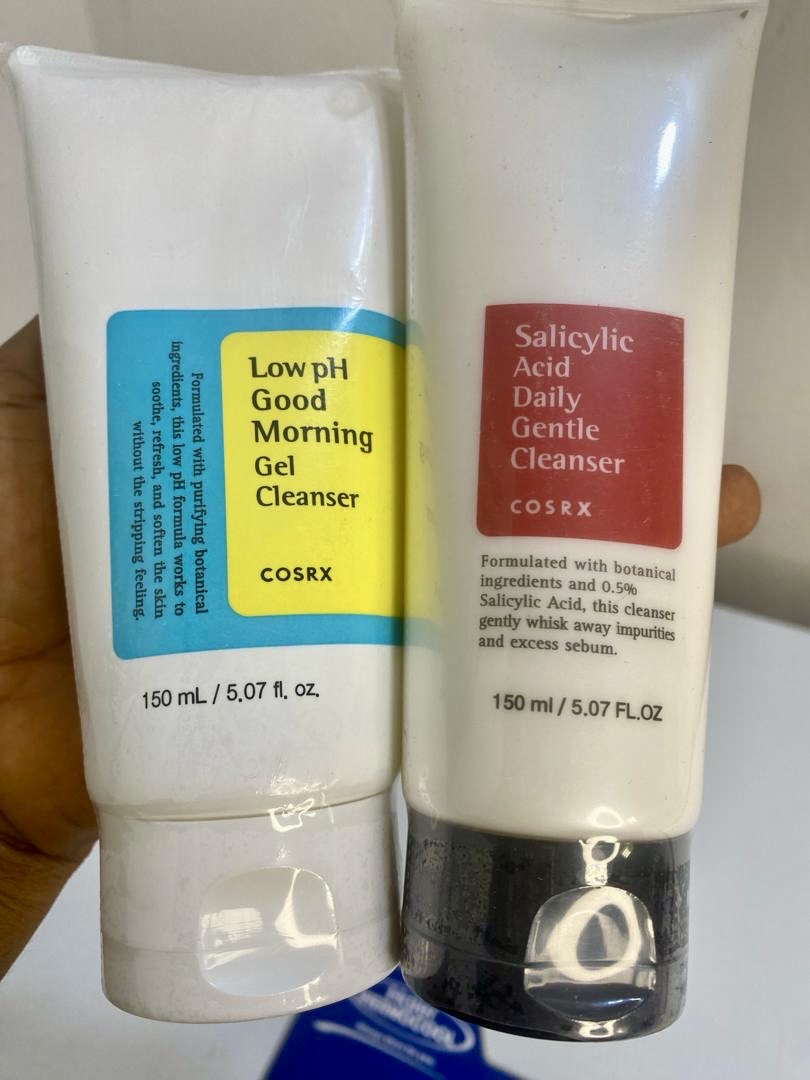 Low pH
Good
Morning
Gel
Cleanser
COSRX
Formulated with purifying botanical
ingredients, this low pH formula works to
soothe, refresh, and soften the skin
without the stripping feeling.
150 mL / 5.07 fl. oz.
Salicylic
Acid
Daily
Gentle
Cleanser
COSRX
Formulated with botanical
ingredients and 0.5%
Salicylic Acid, this cleanser
gently whisk away impurities
and excess sebum.
150 ml / 5.07 FL.OZ